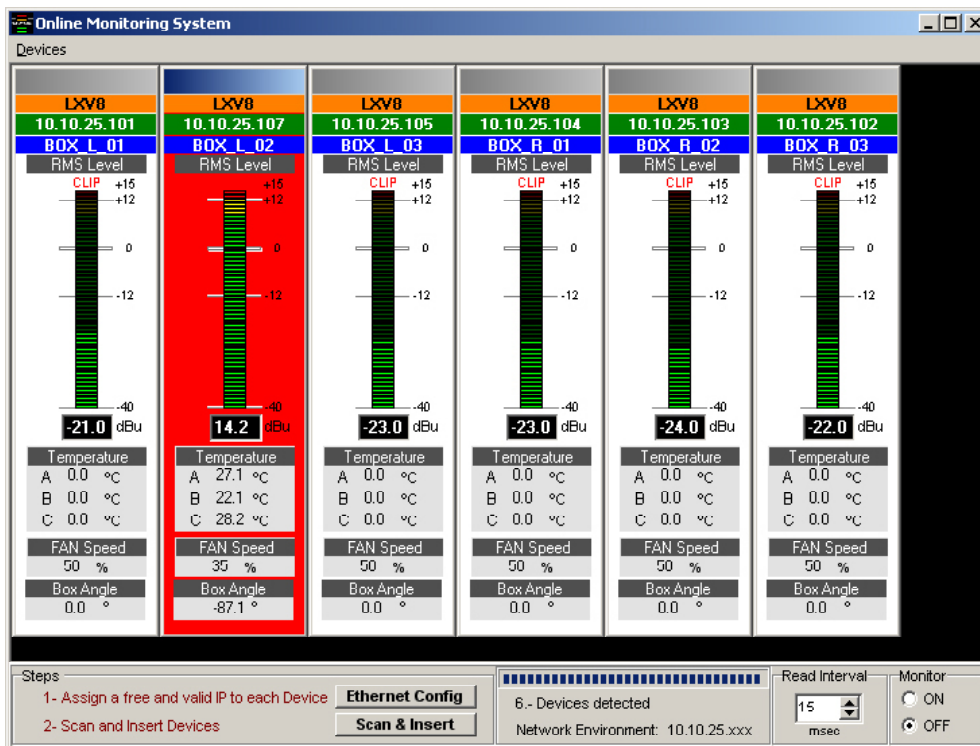 Online Monitoring System
Devices
LXV8 LXV8 LXV8 LXV8 LXV8 LXV8
10.10.25.101 10.10.25.107 10.10.25.105 10.10.25.104 10.10.25.103 10.10.25.102
BOX_L_01 BOX_L_02 BOX_L_03 BOX_R_01 BOX_R_02 BOX_R_03
RMS Level RMS Level RMS Level RMS Level RMS Level RMS Level
CLIP +15 +15 CLIP +15 CLIP +15 CLIP +15 CLIP +15
+12 +12 +12 +12 +12 +12
0 0 0 0 0 0
-12 -12 -12 -12 -12 -12
-40 -40 -40 -40 -40 -40
-21.0 dBu 14.2 dBu -23.0 dBu -23.0 dBu -24.0 dBu -22.0 dBu
Temperature Temperature Temperature Temperature Temperature Temperature
A 0.0 °C A 27.1 °C A 0.0 °C A 0.0 °C A 0.0 °C A 0.0 °C
B 0.0 °C B 22.1 °C B 0.0 °C B 0.0 °C B 0.0 °C B 0.0 °C
C 0.0 °C C 28.2 °C C 0.0 °C C 0.0 °C C 0.0 °C C 0.0 °C
FAN Speed FAN Speed FAN Speed FAN Speed FAN Speed FAN Speed
50 % 35 % 50 % 50 % 50 % 50 %
Box Angle Box Angle Box Angle Box Angle Box Angle Box Angle
0.0 ° -87.1 ° 0.0 ° 0.0 ° 0.0 ° 0.0 °
Steps
1- Assign a free and valid IP to each Device Ethernet Config
2- Scan and Insert Devices Scan & Insert
6.- Devices detected
Network Environment: 10.10.25.xxx
Read Interval
15
msec
Monitor
ON
OFF